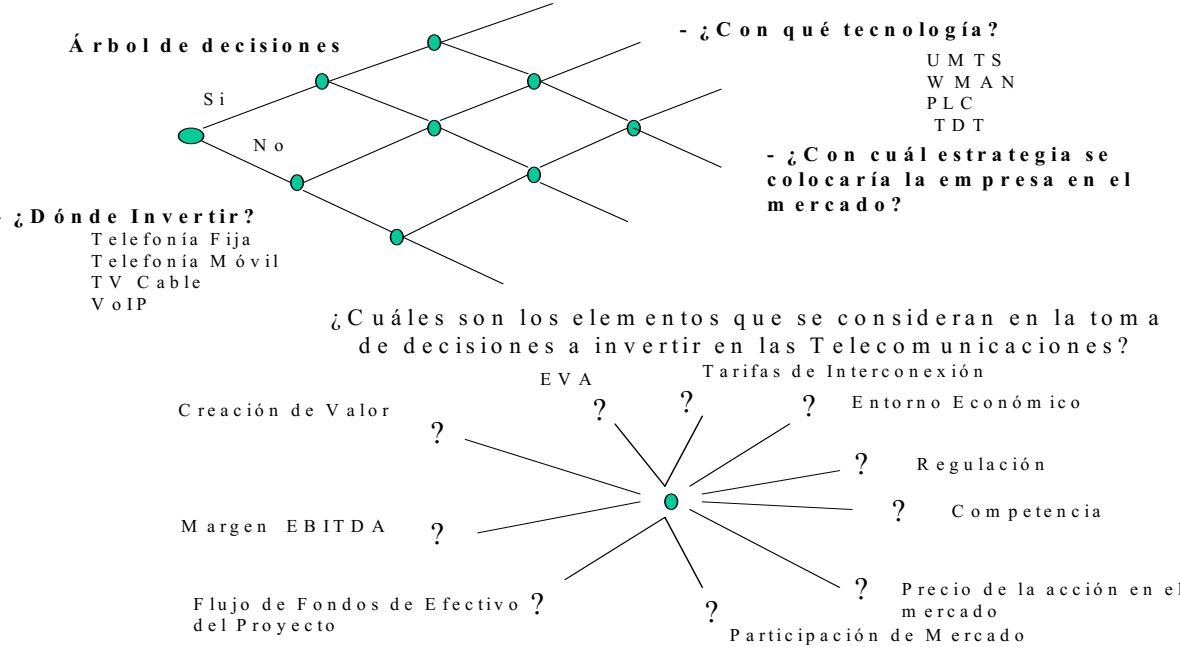 Árbol de decisiones
Si
No
- ¿Con qué tecnología?
UMTS
WMAN
PLC
TDT
- ¿Con cuál estrategia se
colocaría la empresa en el
mercado?
- ¿Dónde Invertir?
Telefonía Fija
Telefonía Móvil
TV Cable
VoIP
¿Cuáles son los elementos que se consideran en la toma
de decisiones a invertir en las Telecomunicaciones?
EVA
?
Tarifas de Interconexión
?
Creación de Valor
?
? Entorno Económico
? Regulación
? Competencia
Margen EBITDA ?
Flujo de Fondos de Efectivo ?
del Proyecto
?
Participación de Mercado
? Precio de la acción en el
mercado